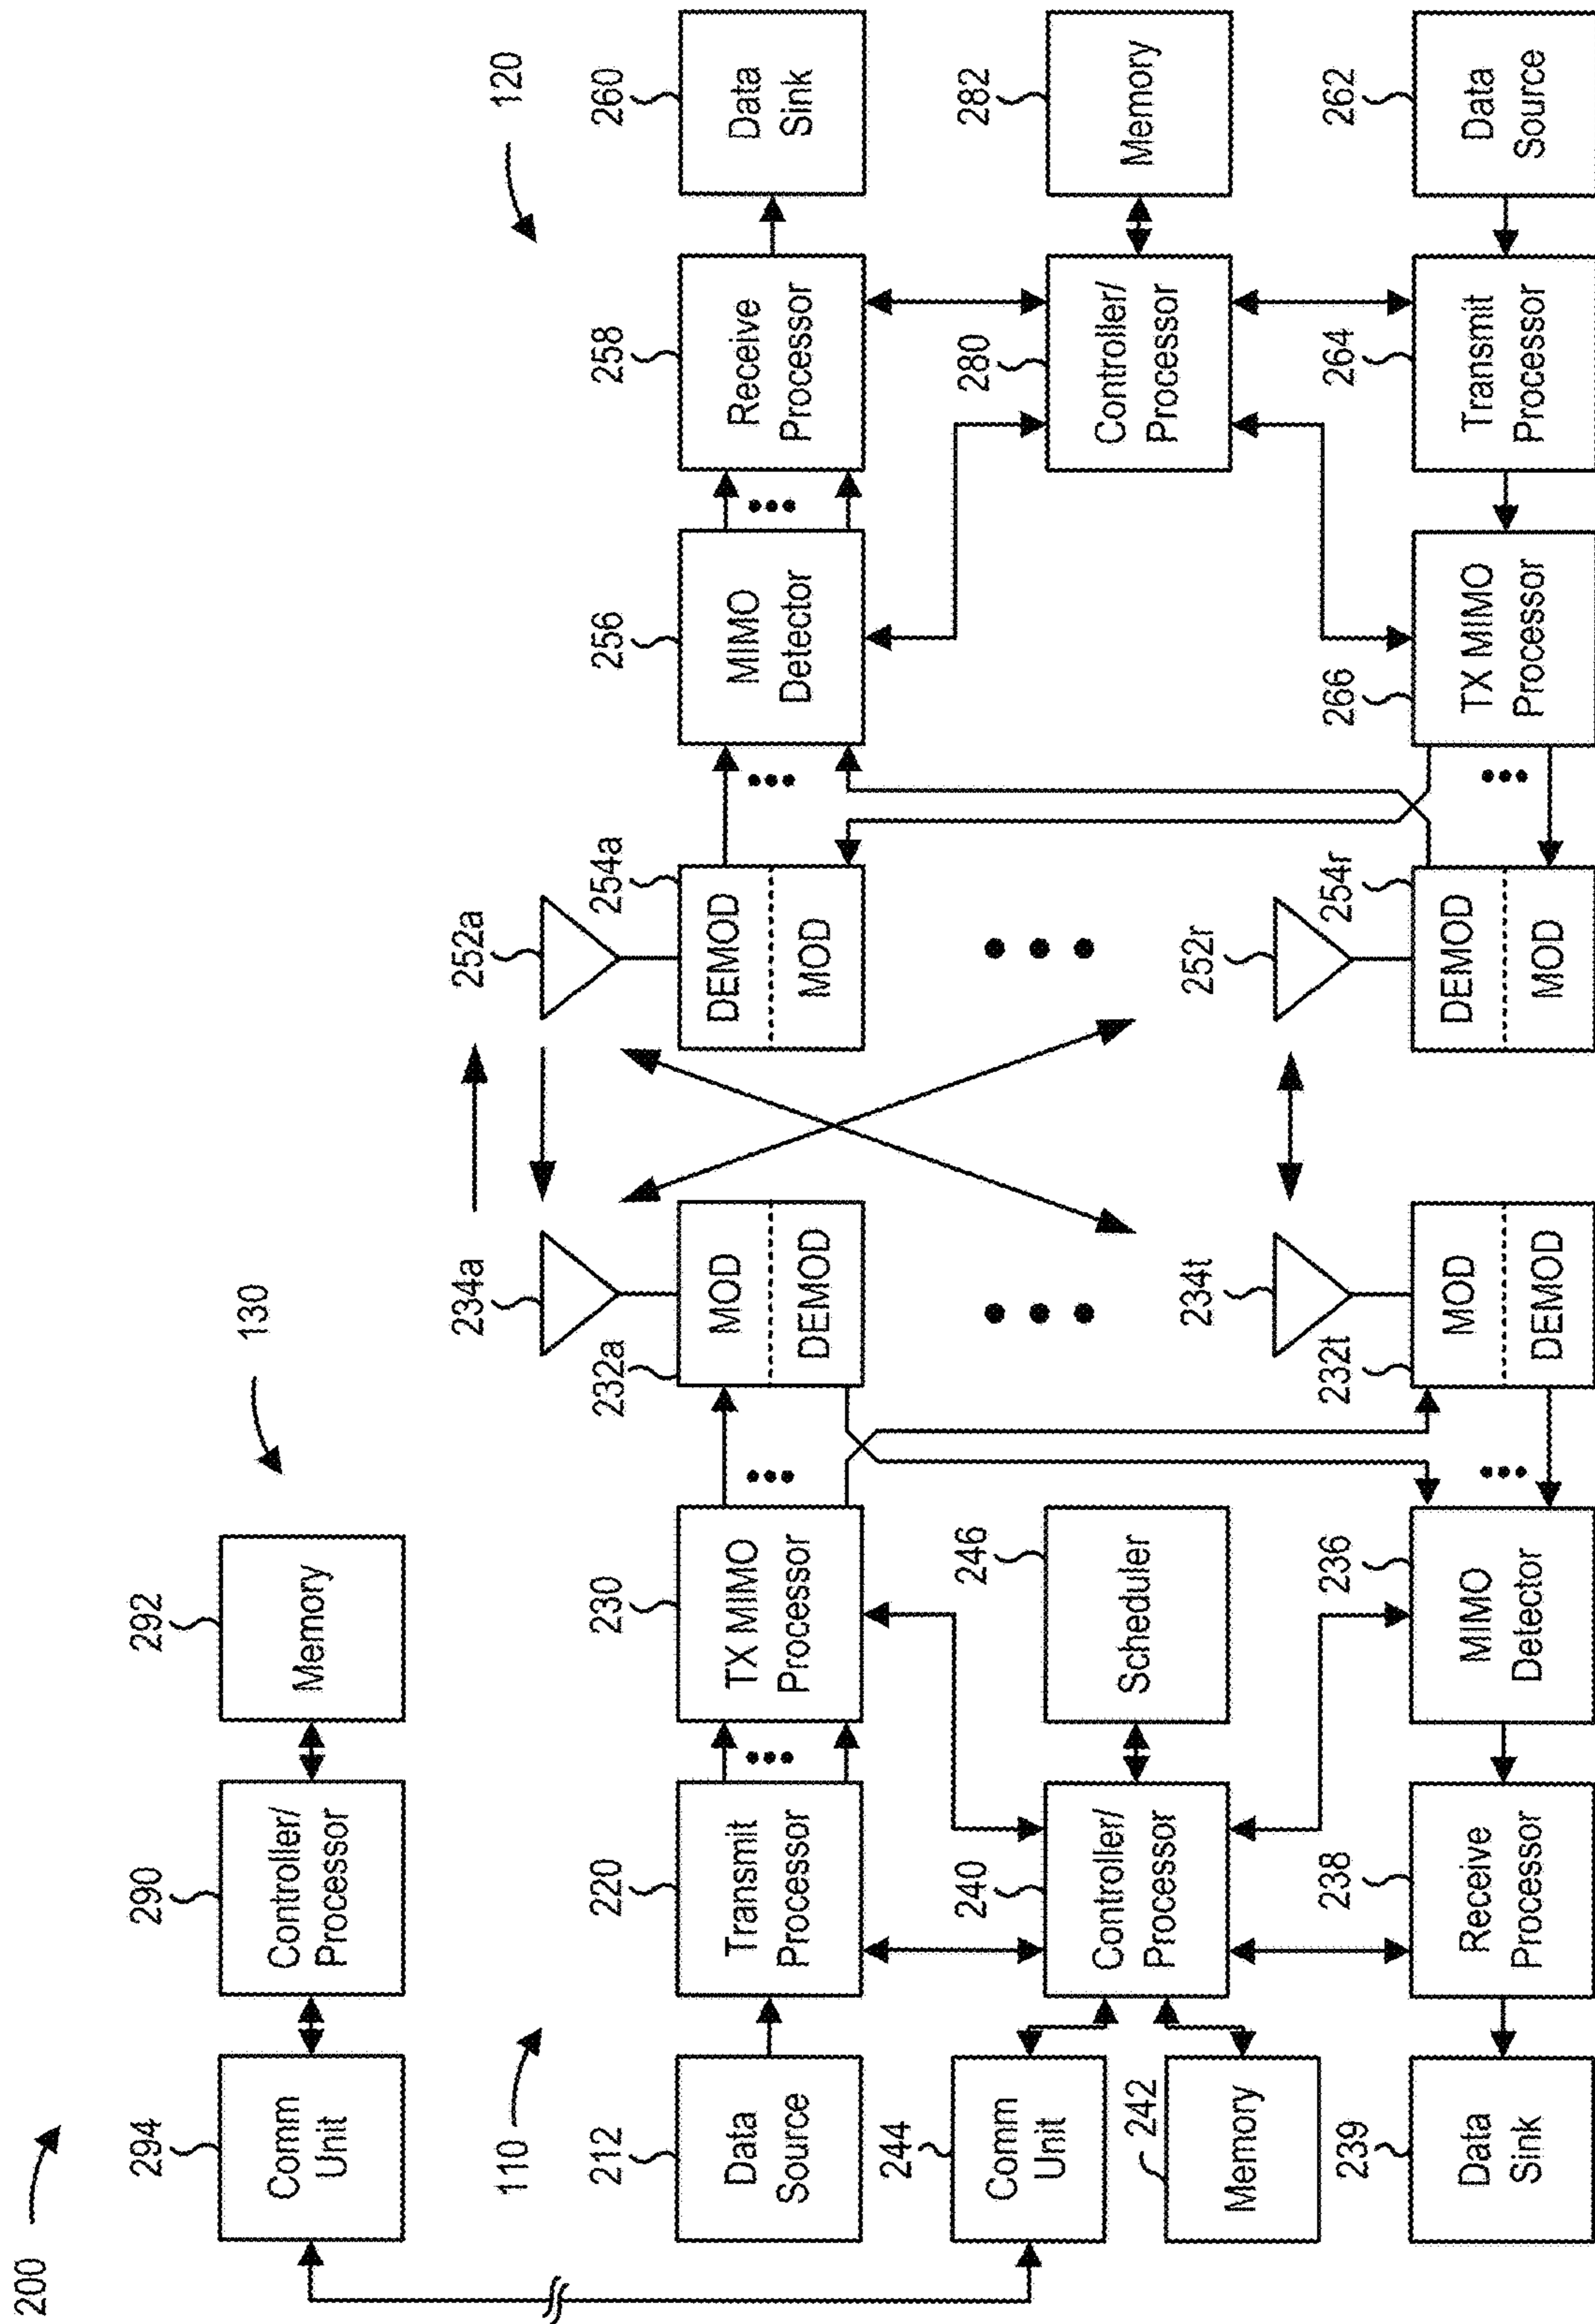 200
294
Comm
Unit
290
Controller/
Processor
292
Memory
130
110
212
Data
Source
220
Transmit
Processor
230
TX MIMO
Processor
232a
MOD
DEMOD
234a
252a
254a
DEMOD
MOD
256
MIMO
Detector
258
Receive
Processor
260
Data
Sink
120
244
Comm
Unit
242
Memory
240
Controller/
Processor
246
Scheduler
280
Controller/
Processor
282
Memory
239
Data
Sink
238
Receive
Processor
236
MIMO
Detector
232t
MOD
DEMOD
234t
252r
254r
DEMOD
MOD
266
TX MIMO
Processor
264
Transmit
Processor
262
Data
Source